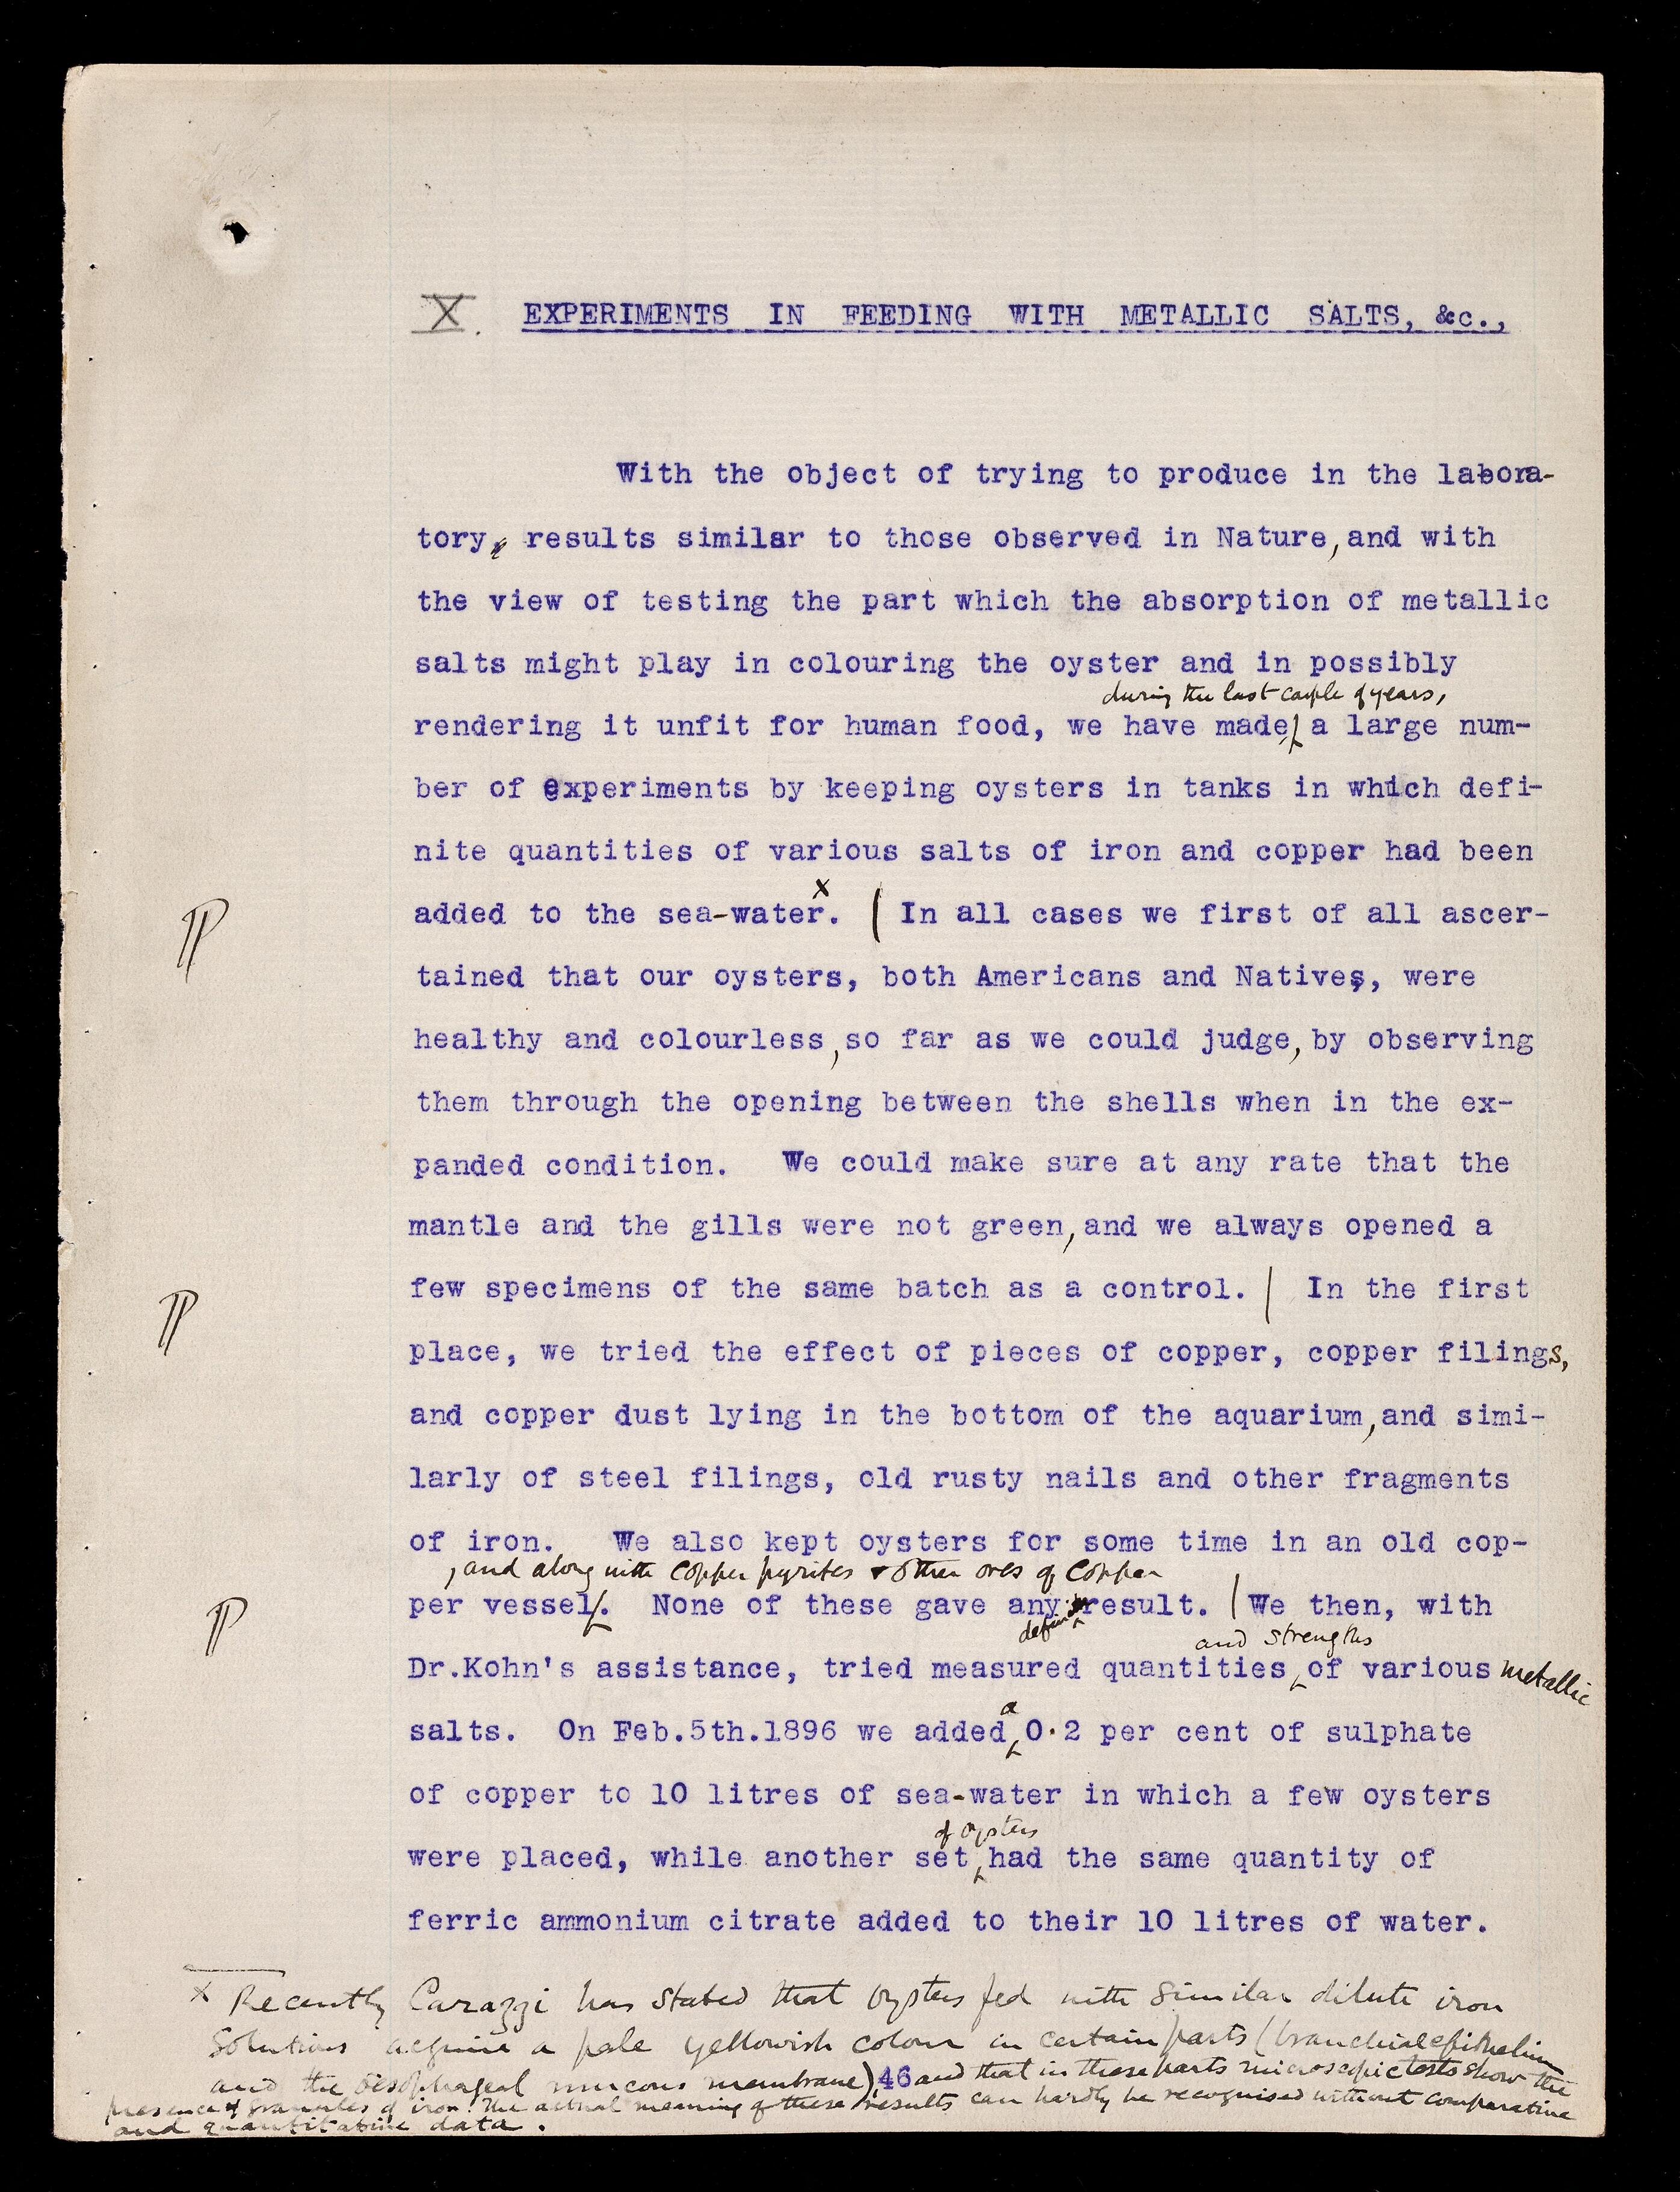 X. EXPERIMENTS IN FEEDING WITH METALLIC SALTS, &c.,
With the object of trying to produce in the labora-
tory, results similar to those observed in Nature, and with
the view of testing the part which the absorption of metallic
salts might play in colouring the oyster and in possibly
during the last couple of years,
rendering it unfit for human food, we have made a large num-
ber of experiments by keeping oysters in tanks in which defi-
nite quantities of various salts of iron and copper had been
x
¶ added to the sea-water. | In all cases we first of all ascer-
tained that our oysters, both Americans and Natives, were
healthy and colourless, so far as we could judge, by observing
them through the opening between the shells when in the ex-
panded condition. We could make sure at any rate that the
mantle and the gills were not green, and we always opened a
¶ few specimens of the same batch as a control. | In the first
place, we tried the effect of pieces of copper, copper filings,
and copper dust lying in the bottom of the aquarium, and simi-
larly of steel filings, old rusty nails and other fragments
of iron. We also kept oysters for some time in an old cop-
, and along with copper pyrites & other ores of copper
¶ per vessel. None of these gave any result. | We then, with
definite
and strengths
Dr.Kohn's assistance, tried measured quantities of various metallic
a
salts. On Feb.5th.1896 we added 0·2 per cent of sulphate
of copper to 10 litres of sea-water in which a few oysters
of oysters
were placed, while another set had the same quantity of
ferric ammonium citrate added to their 10 litres of water.
x Recently Carazzi has stated that oysters fed with similar dilute iron
solutions acquire a pale yellowish colour in certain parts (branchial epithelium
and the oesophageal mucous membrane), 46 and that in these parts microscopic tests show the
presence of granules of iron. The actual meaning of these results can hardly be recognised without comparative
and quantitative data.